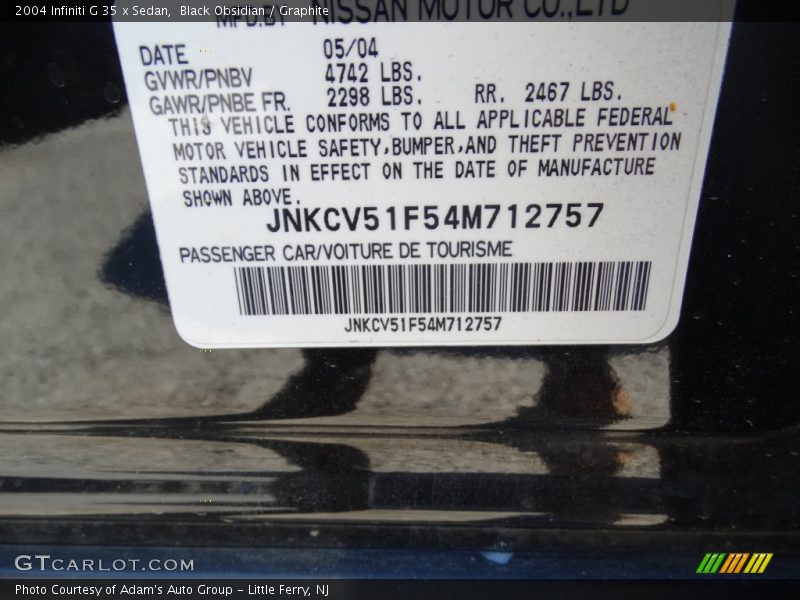 2004 Infiniti G 35 x Sedan,  Black Obsidian / Graphite
MFD.BY NISSAN MOTOR CO.,LTD
DATE 05/04
GVWR/PNBV 4742 LBS.
GAWR/PNBE FR. 2298 LBS. RR. 2467 LBS.
THIS VEHICLE CONFORMS TO ALL APPLICABLE FEDERAL
MOTOR VEHICLE SAFETY,BUMPER,AND THEFT PREVENTION
STANDARDS IN EFFECT ON THE DATE OF MANUFACTURE
SHOWN ABOVE.
JNKCV51F54M712757
PASSENGER CAR/VOITURE DE TOURISME
JNKCV51F54M712757
GTCARLOT.COM
Photo Courtesy of Adam's Auto Group - Little Ferry, NJ